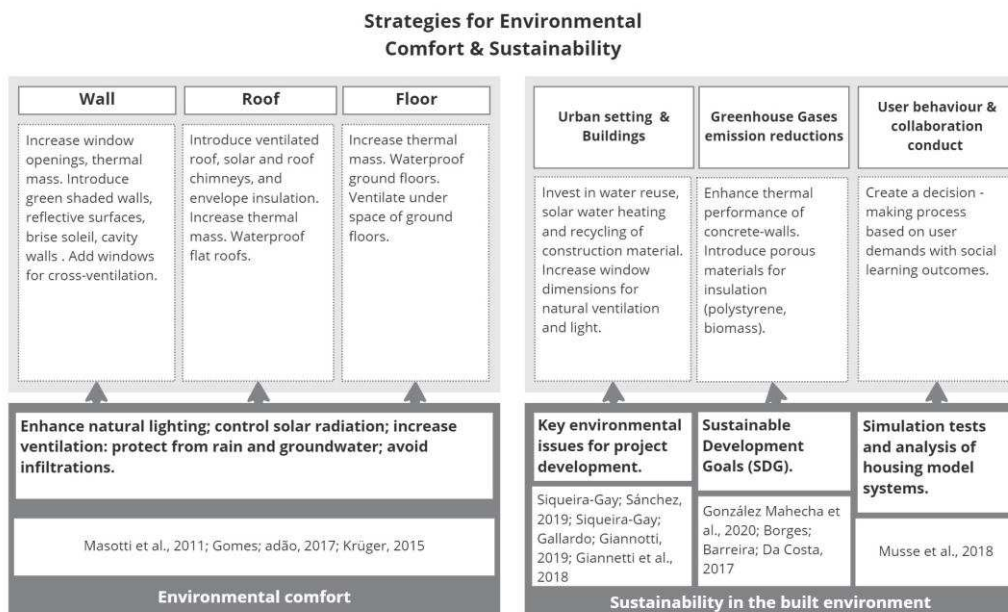 Strategies for Environmental
Comfort & Sustainability
Wall
Increase window
openings, thermal
mass. Introduce
green shaded walls,
reflective surfaces,
brise soleil, cavity
walls . Add windows
for cross-ventilation.
Roof
Introduce ventilated
roof, solar and roof
chimneys, and
envelope insulation.
Increase thermal
mass. Waterproof
flat roofs.
Floor
Increase thermal
mass. Waterproof
ground floors.
Ventilate under
space of ground
floors.
Enhance natural lighting; control solar radiation; increase
ventilation: protect from rain and groundwater; avoid
infiltrations.
Masotti et al., 2011; Gomes; adão, 2017; Krüger, 2015
Environmental comfort
Urban setting &
Buildings
Invest in water reuse,
solar water heating
and recycling of
construction material.
Increase window
dimensions for
natural ventilation
and light.
Greenhouse Gases
emission reductions
Enhance thermal
performance of
concrete-walls.
Introduce porous
materials for
insulation
(polystyrene,
biomass).
User behaviour &
collaboration
conduct
Create a decision -
making process
based on user
demands with social
learning outcomes.
Key environmental
issues for project
development.
Siqueira-Gay; Sánchez,
2019; Siqueira-Gay;
Gallardo; Giannotti,
2019; Giannetti et al.,
2018
Sustainable
Development
Goals (SDG).
González Mahecha et
al., 2020; Borges;
Barreira; Da Costa,
2017
Simulation tests
and analysis of
housing model
systems.
Musse et al., 2018
Sustainability in the built environment